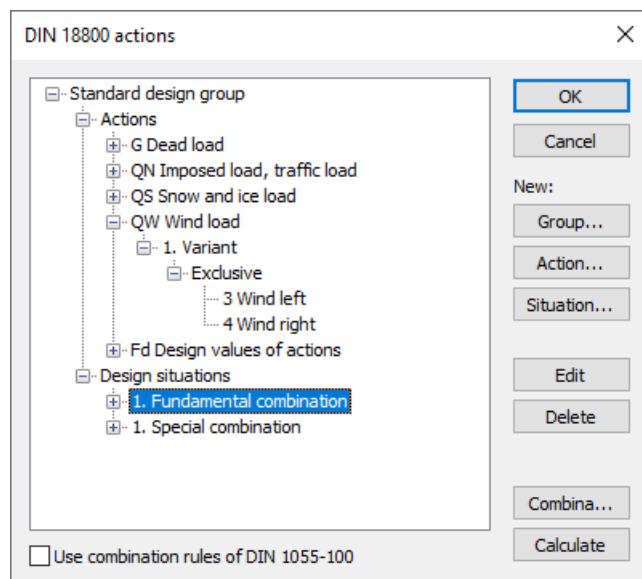 DIN 18800 actions
Standard design group
Actions
G Dead load
QN Imposed load, traffic load
QS Snow and ice load
QW Wind load
1. Variant
Exclusive
3 Wind left
4 Wind right
Fd Design values of actions
Design situations
1. Fundamental combination
1. Special combination
Use combination rules of DIN 1055-100
OK
Cancel
New:
Group...
Action...
Situation...
Edit
Delete
Combina...
Calculate